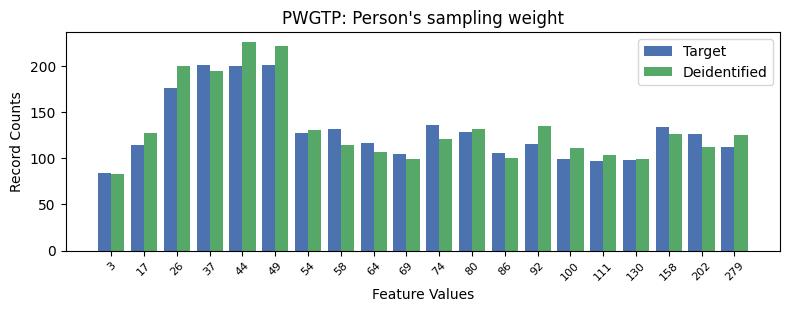 PWGTP: Person's sampling weight
Target
Deidentified
Record Counts
200
150
100
50
0
3 17 26 37 44 49 54 58 64 69 74 80 86 92 100 111 130 158 202 279
Feature Values